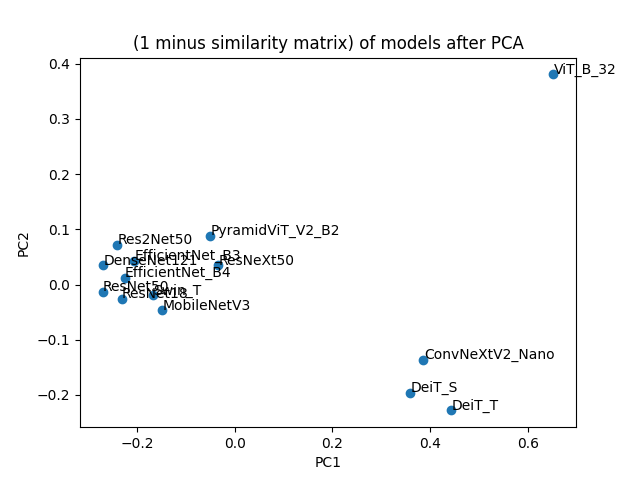 (1 minus similarity matrix) of models after PCA
0.4
0.3
0.2
0.1
0.0
−0.1
−0.2
PC2
ViT_B_32
PyramidViT_V2_B2
Res2Net50
EfficientNet_B3
DenseNet121
ResNeXt50
EfficientNet_B4
ResNet50
Swin_T
ResNet18
MobileNetV3
ConvNeXtV2_Nano
DeiT_S
DeiT_T
−0.2
0.0
0.2
0.4
0.6
PC1